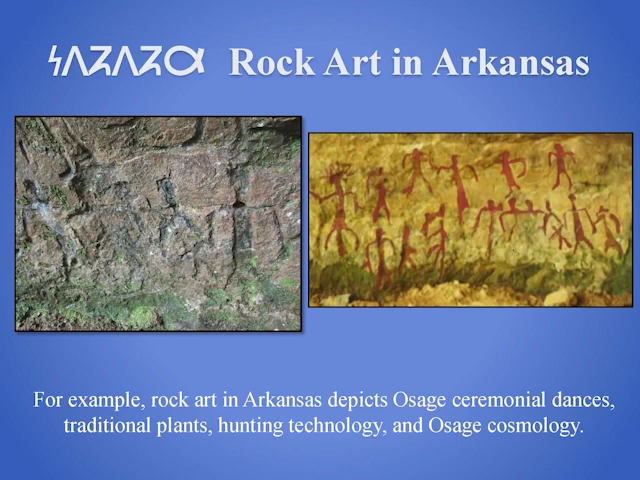 𐓏𐒰𐓓𐒰𐓓𐒷 Rock Art in Arkansas
For example, rock art in Arkansas depicts Osage ceremonial dances,
traditional plants, hunting technology, and Osage cosmology.